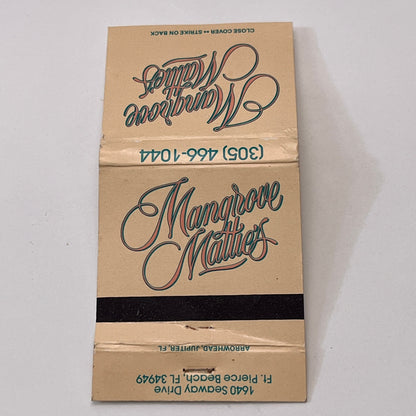 CLOSE COVER •• STRIKE ON BACK
Mangrove
Mattie's
(305) 466-1044
Mangrove
Mattie's
ARROWHEAD, JUPITER, FL
1640 Seaway Drive
Ft. Pierce Beach, FL 34949